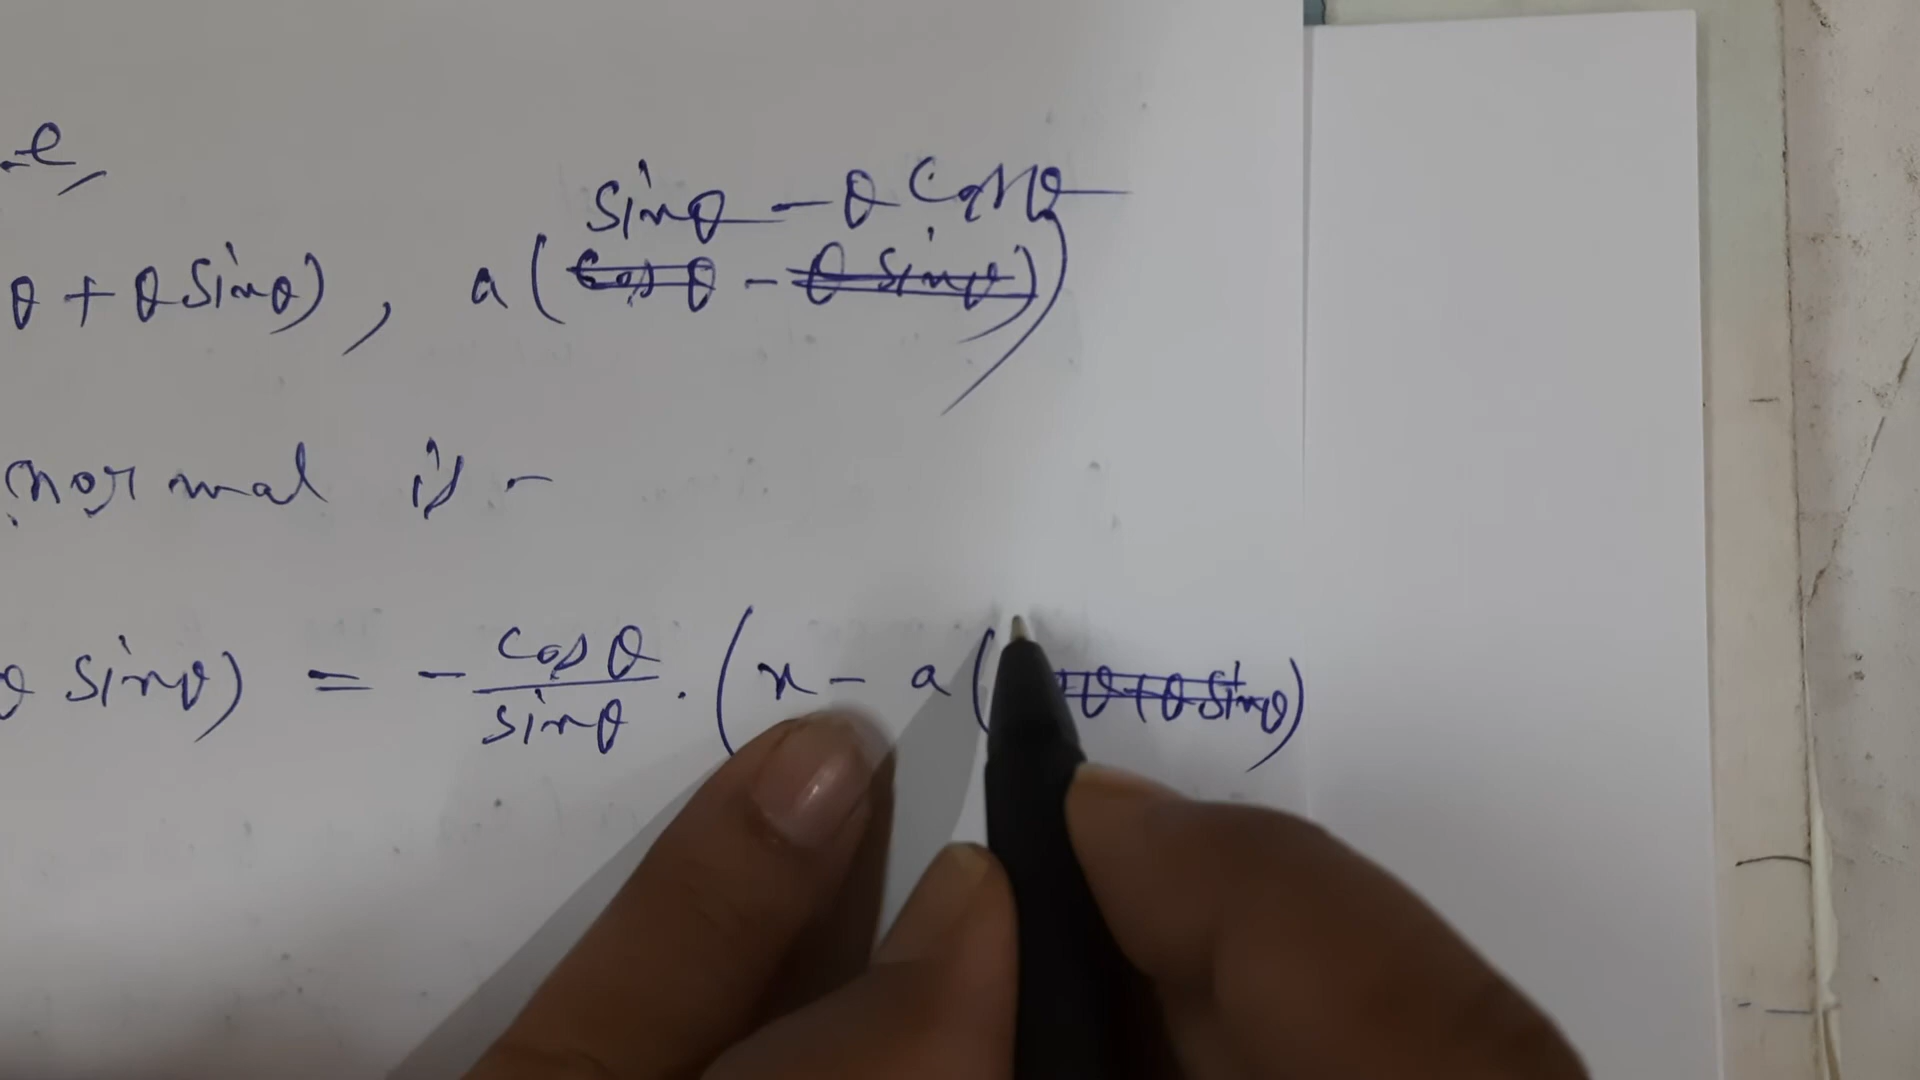 e,
sinθ - θ cosθ
θ + θ sinθ), a(cosθ - θ sinθ))
normal is -
θ sinθ) = - cosθ/sinθ . (x - a(θ + θ sinθ)